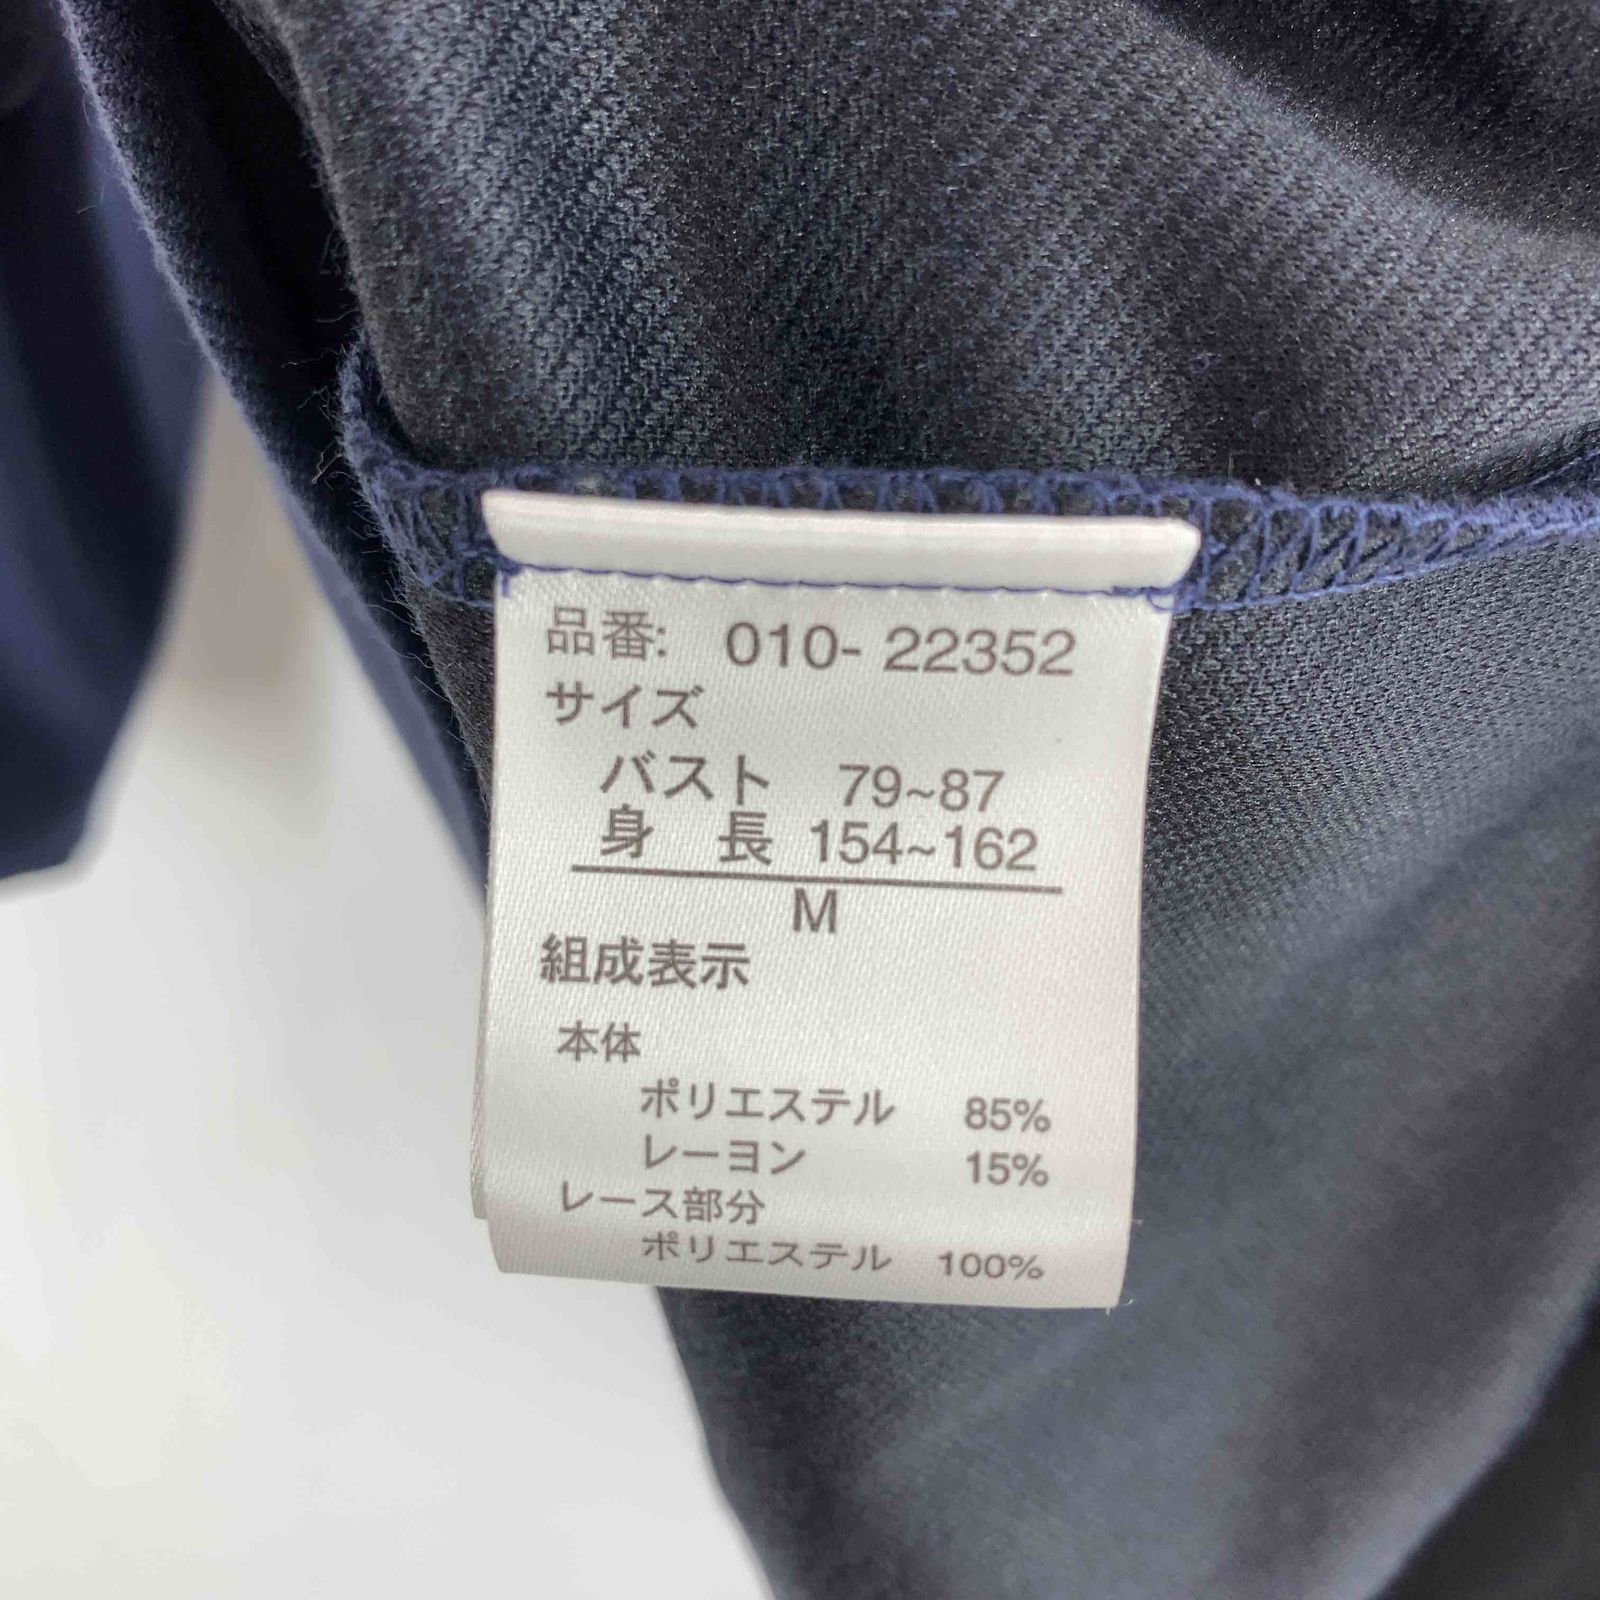 品番: 010- 22352
サイズ
バスト 79~87
身 長 154~162
M
組成表示
本体
ポリエステル 85%
レーヨン 15%
レース部分
ポリエステル 100%